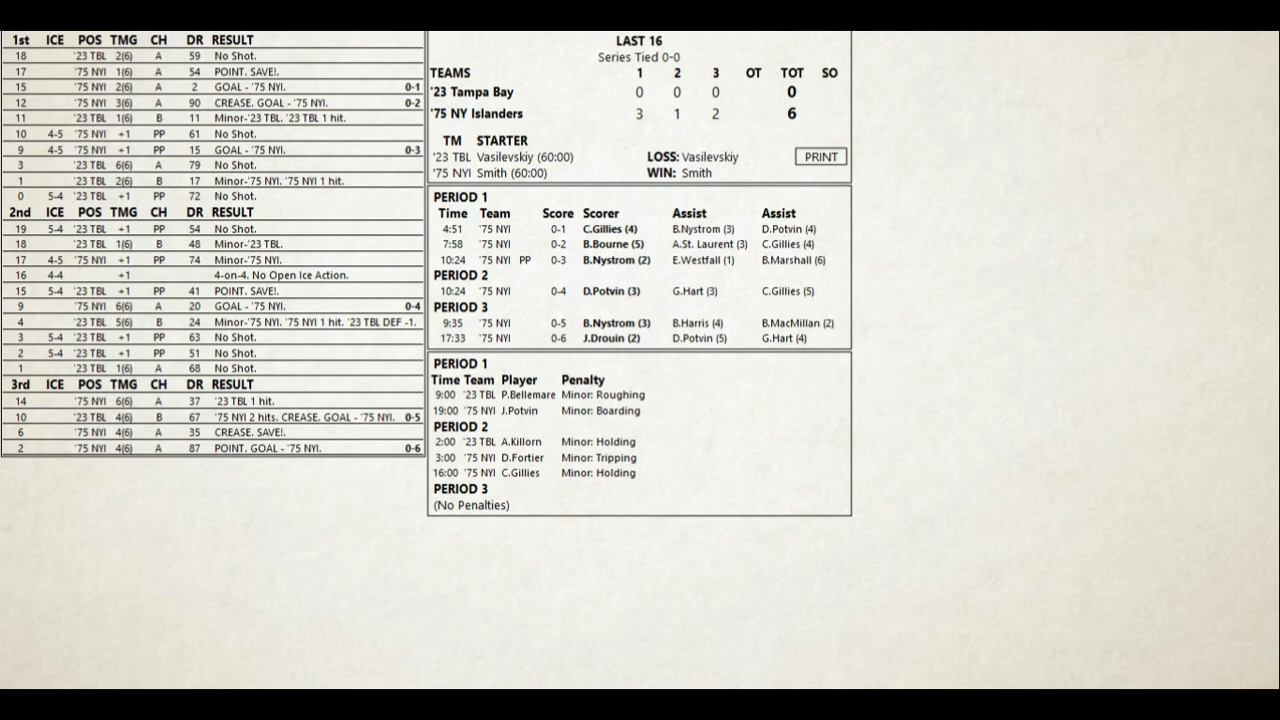 1st ICE POS TMG CH DR RESULT
18 '23 TBL 2(6) A 59 No Shot.
17 '75 NYI 1(6) A 54 POINT. SAVE!.
15 '75 NYI 2(6) A 2 GOAL - '75 NYI. 0-1
12 '75 NYI 3(6) A 90 CREASE. GOAL - '75 NYI. 0-2
11 '23 TBL 1(6) B 11 Minor-'23 TBL. '23 TBL 1 hit.
10 4-5 '75 NYI +1 PP 61 No Shot.
9 4-5 '75 NYI +1 PP 15 GOAL - '75 NYI. 0-3
3 '23 TBL 6(6) A 79 No Shot.
1 '23 TBL 2(6) B 17 Minor-'75 NYI. '75 NYI 1 hit.
0 5-4 '23 TBL +1 PP 72 No Shot.
2nd ICE POS TMG CH DR RESULT
19 5-4 '23 TBL +1 PP 54 No Shot.
18 '23 TBL 1(6) B 48 Minor-'23 TBL.
17 4-5 '75 NYI +1 PP 74 Minor-'75 NYI.
16 4-4 +1 4-on-4. No Open Ice Action.
15 5-4 '23 TBL +1 PP 41 POINT. SAVE!.
9 '75 NYI 6(6) A 20 GOAL - '75 NYI. 0-4
4 '23 TBL 5(6) B 24 Minor-'75 NYI. '75 NYI 1 hit. '23 TBL DEF -1.
3 5-4 '23 TBL +1 PP 63 No Shot.
2 5-4 '23 TBL +1 PP 51 No Shot.
1 '23 TBL 1(6) A 68 No Shot.
3rd ICE POS TMG CH DR RESULT
14 '75 NYI 6(6) A 37 '23 TBL 1 hit.
10 '23 TBL 4(6) B 67 '75 NYI 2 hits. CREASE. GOAL - '75 NYI. 0-5
6 '75 NYI 4(6) A 35 CREASE. SAVE!.
2 '75 NYI 4(6) A 87 POINT. GOAL - '75 NYI. 0-6
LAST 16
Series Tied 0-0
TEAMS 1 2 3 OT TOT SO
'23 Tampa Bay 0 0 0 0
'75 NY Islanders 3 1 2 6
TM STARTER
'23 TBL Vasilevskiy (60:00) LOSS: Vasilevskiy PRINT
'75 NYI Smith (60:00) WIN: Smith
PERIOD 1
Time Team Score Scorer Assist Assist
4:51 '75 NYI 0-1 C.Gillies (4) B.Nystrom (3) D.Potvin (4)
7:58 '75 NYI 0-2 B.Bourne (5) A.St. Laurent (3) C.Gillies (4)
10:24 '75 NYI PP 0-3 B.Nystrom (2) E.Westfall (1) B.Marshall (6)
PERIOD 2
10:24 '75 NYI 0-4 D.Potvin (3) G.Hart (3) C.Gillies (5)
PERIOD 3
9:35 '75 NYI 0-5 B.Nystrom (3) B.Harris (4) B.MacMillan (2)
17:33 '75 NYI 0-6 J.Drouin (2) D.Potvin (5) G.Hart (4)
PERIOD 1
Time Team Player Penalty
9:00 '23 TBL P.Bellemare Minor: Roughing
19:00 '75 NYI J.Potvin Minor: Boarding
PERIOD 2
2:00 '23 TBL A.Killorn Minor: Holding
3:00 '75 NYI D.Fortier Minor: Tripping
16:00 '75 NYI C.Gillies Minor: Holding
PERIOD 3
(No Penalties)